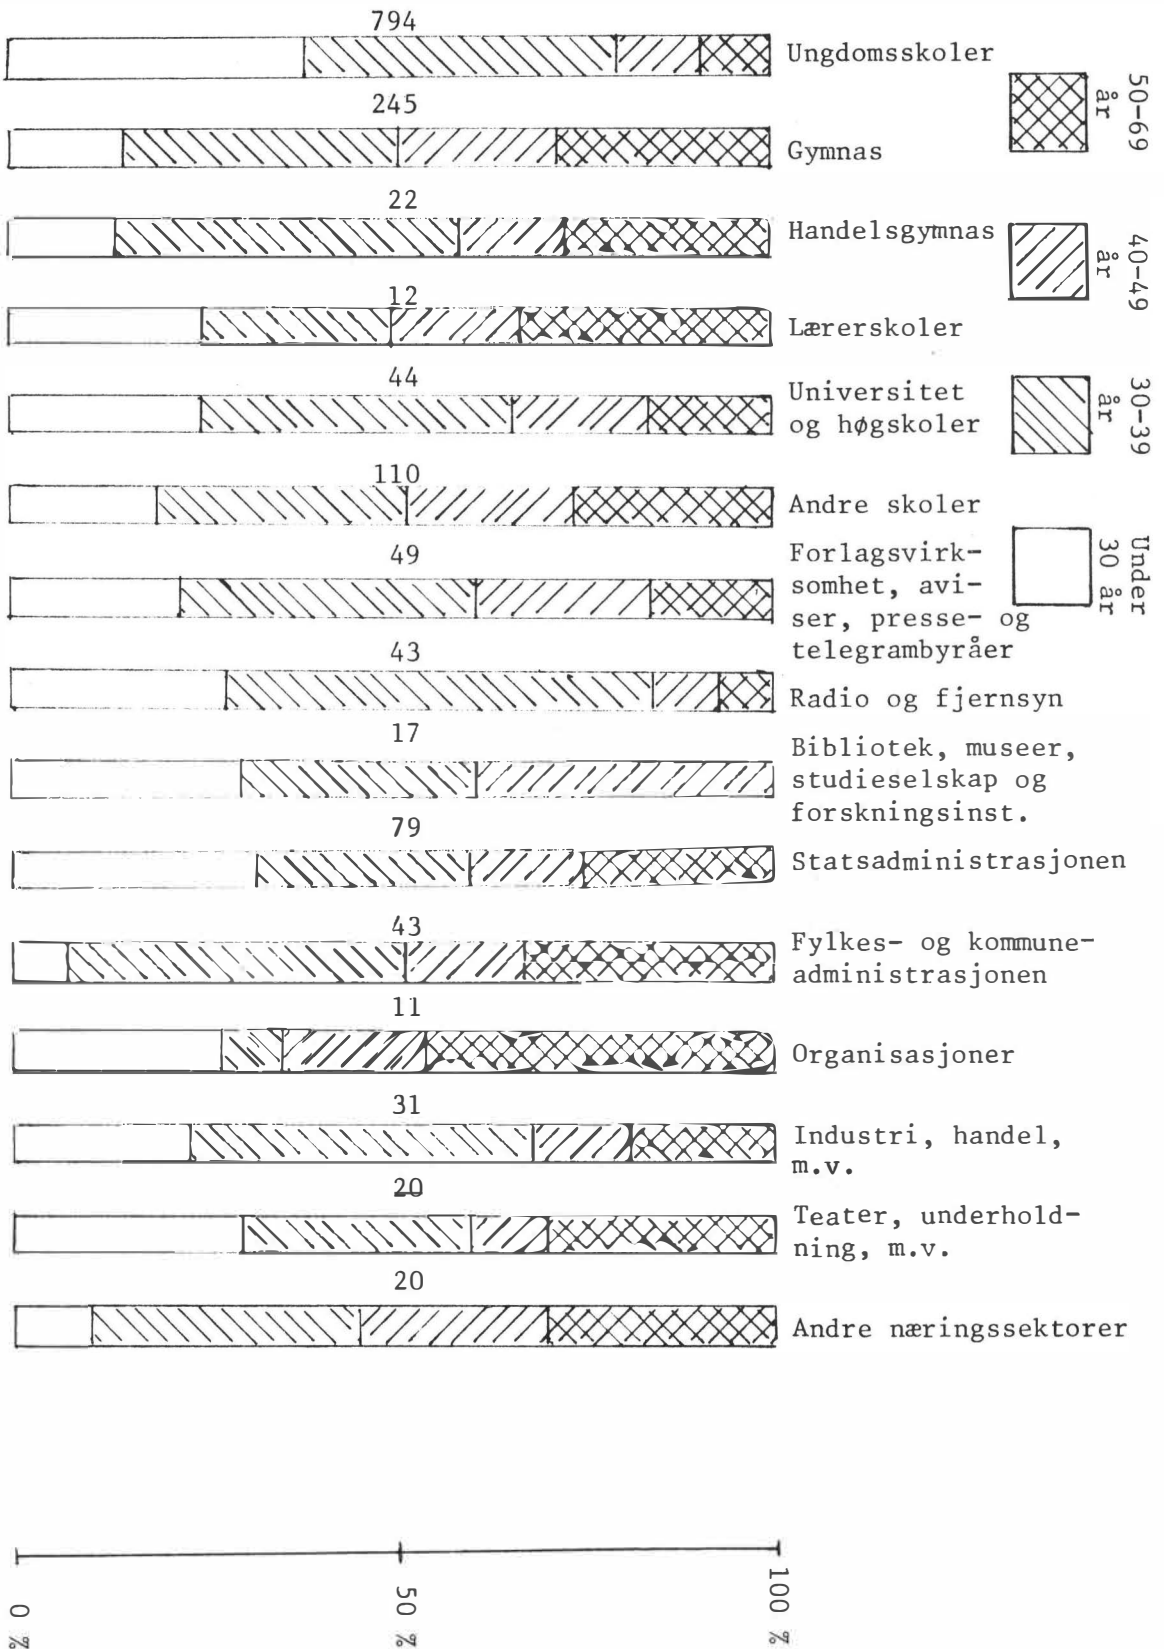 794
Ungdomsskoler
245
Gymnas
22
Handelsgymnas
12
Lærerskoler
44
Universitet
og høgskoler
110
Andre skoler
49
Forlagsvirk-
somhet, avi-
ser, presse- og
telegrambyråer
43
Radio og fjernsyn
17
Bibliotek, museer,
studieselskap og
forskningsinst.
79
Statsadministrasjonen
43
Fylkes- og kommune-
administrasjonen
11
Organisasjoner
31
Industri, handel,
m.v.
20
Teater, underhold-
ning, m.v.
20
Andre næringssektorer
50-69
år
40-49
år
30-39
år
Under
30 år
0 %
50 %
100 %